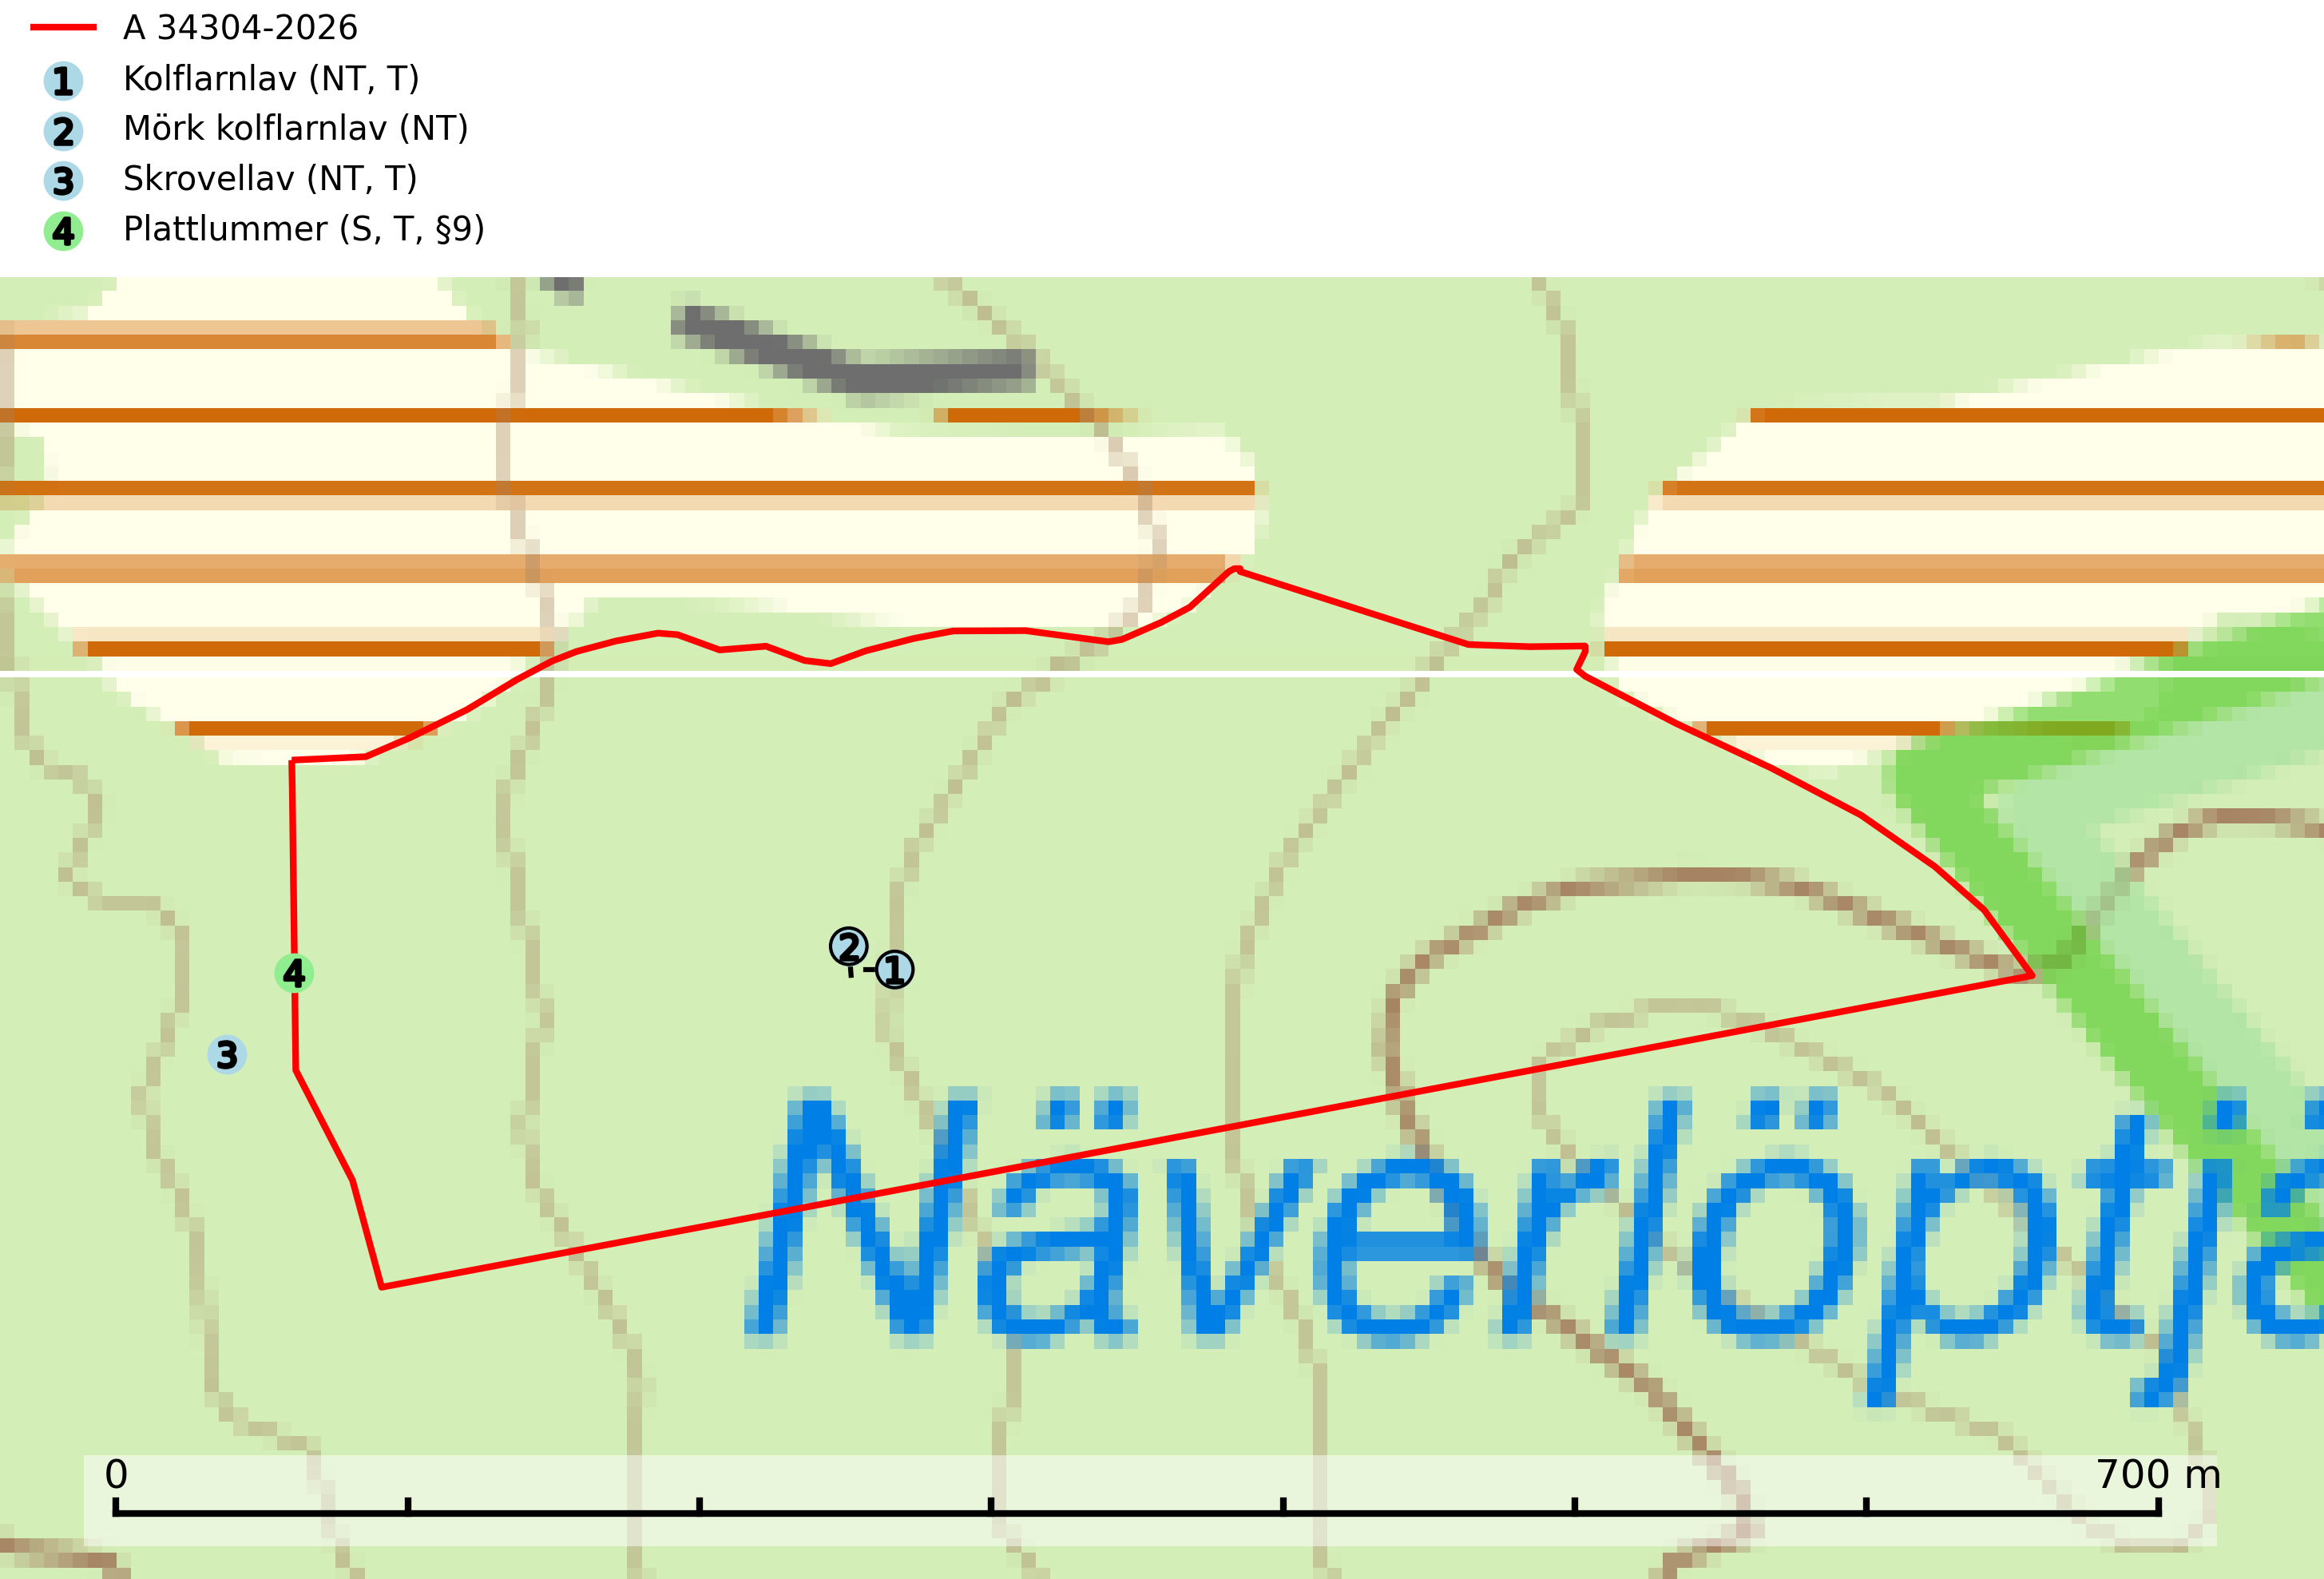 A 34304-2026
1 Kolflarnlav (NT, T)
2 Mörk kolflarnlav (NT)
3 Skrovellav (NT, T)
4 Plattlummer (S, T, §9)
2
1
4
3
Näverlöptjä
0 700 m